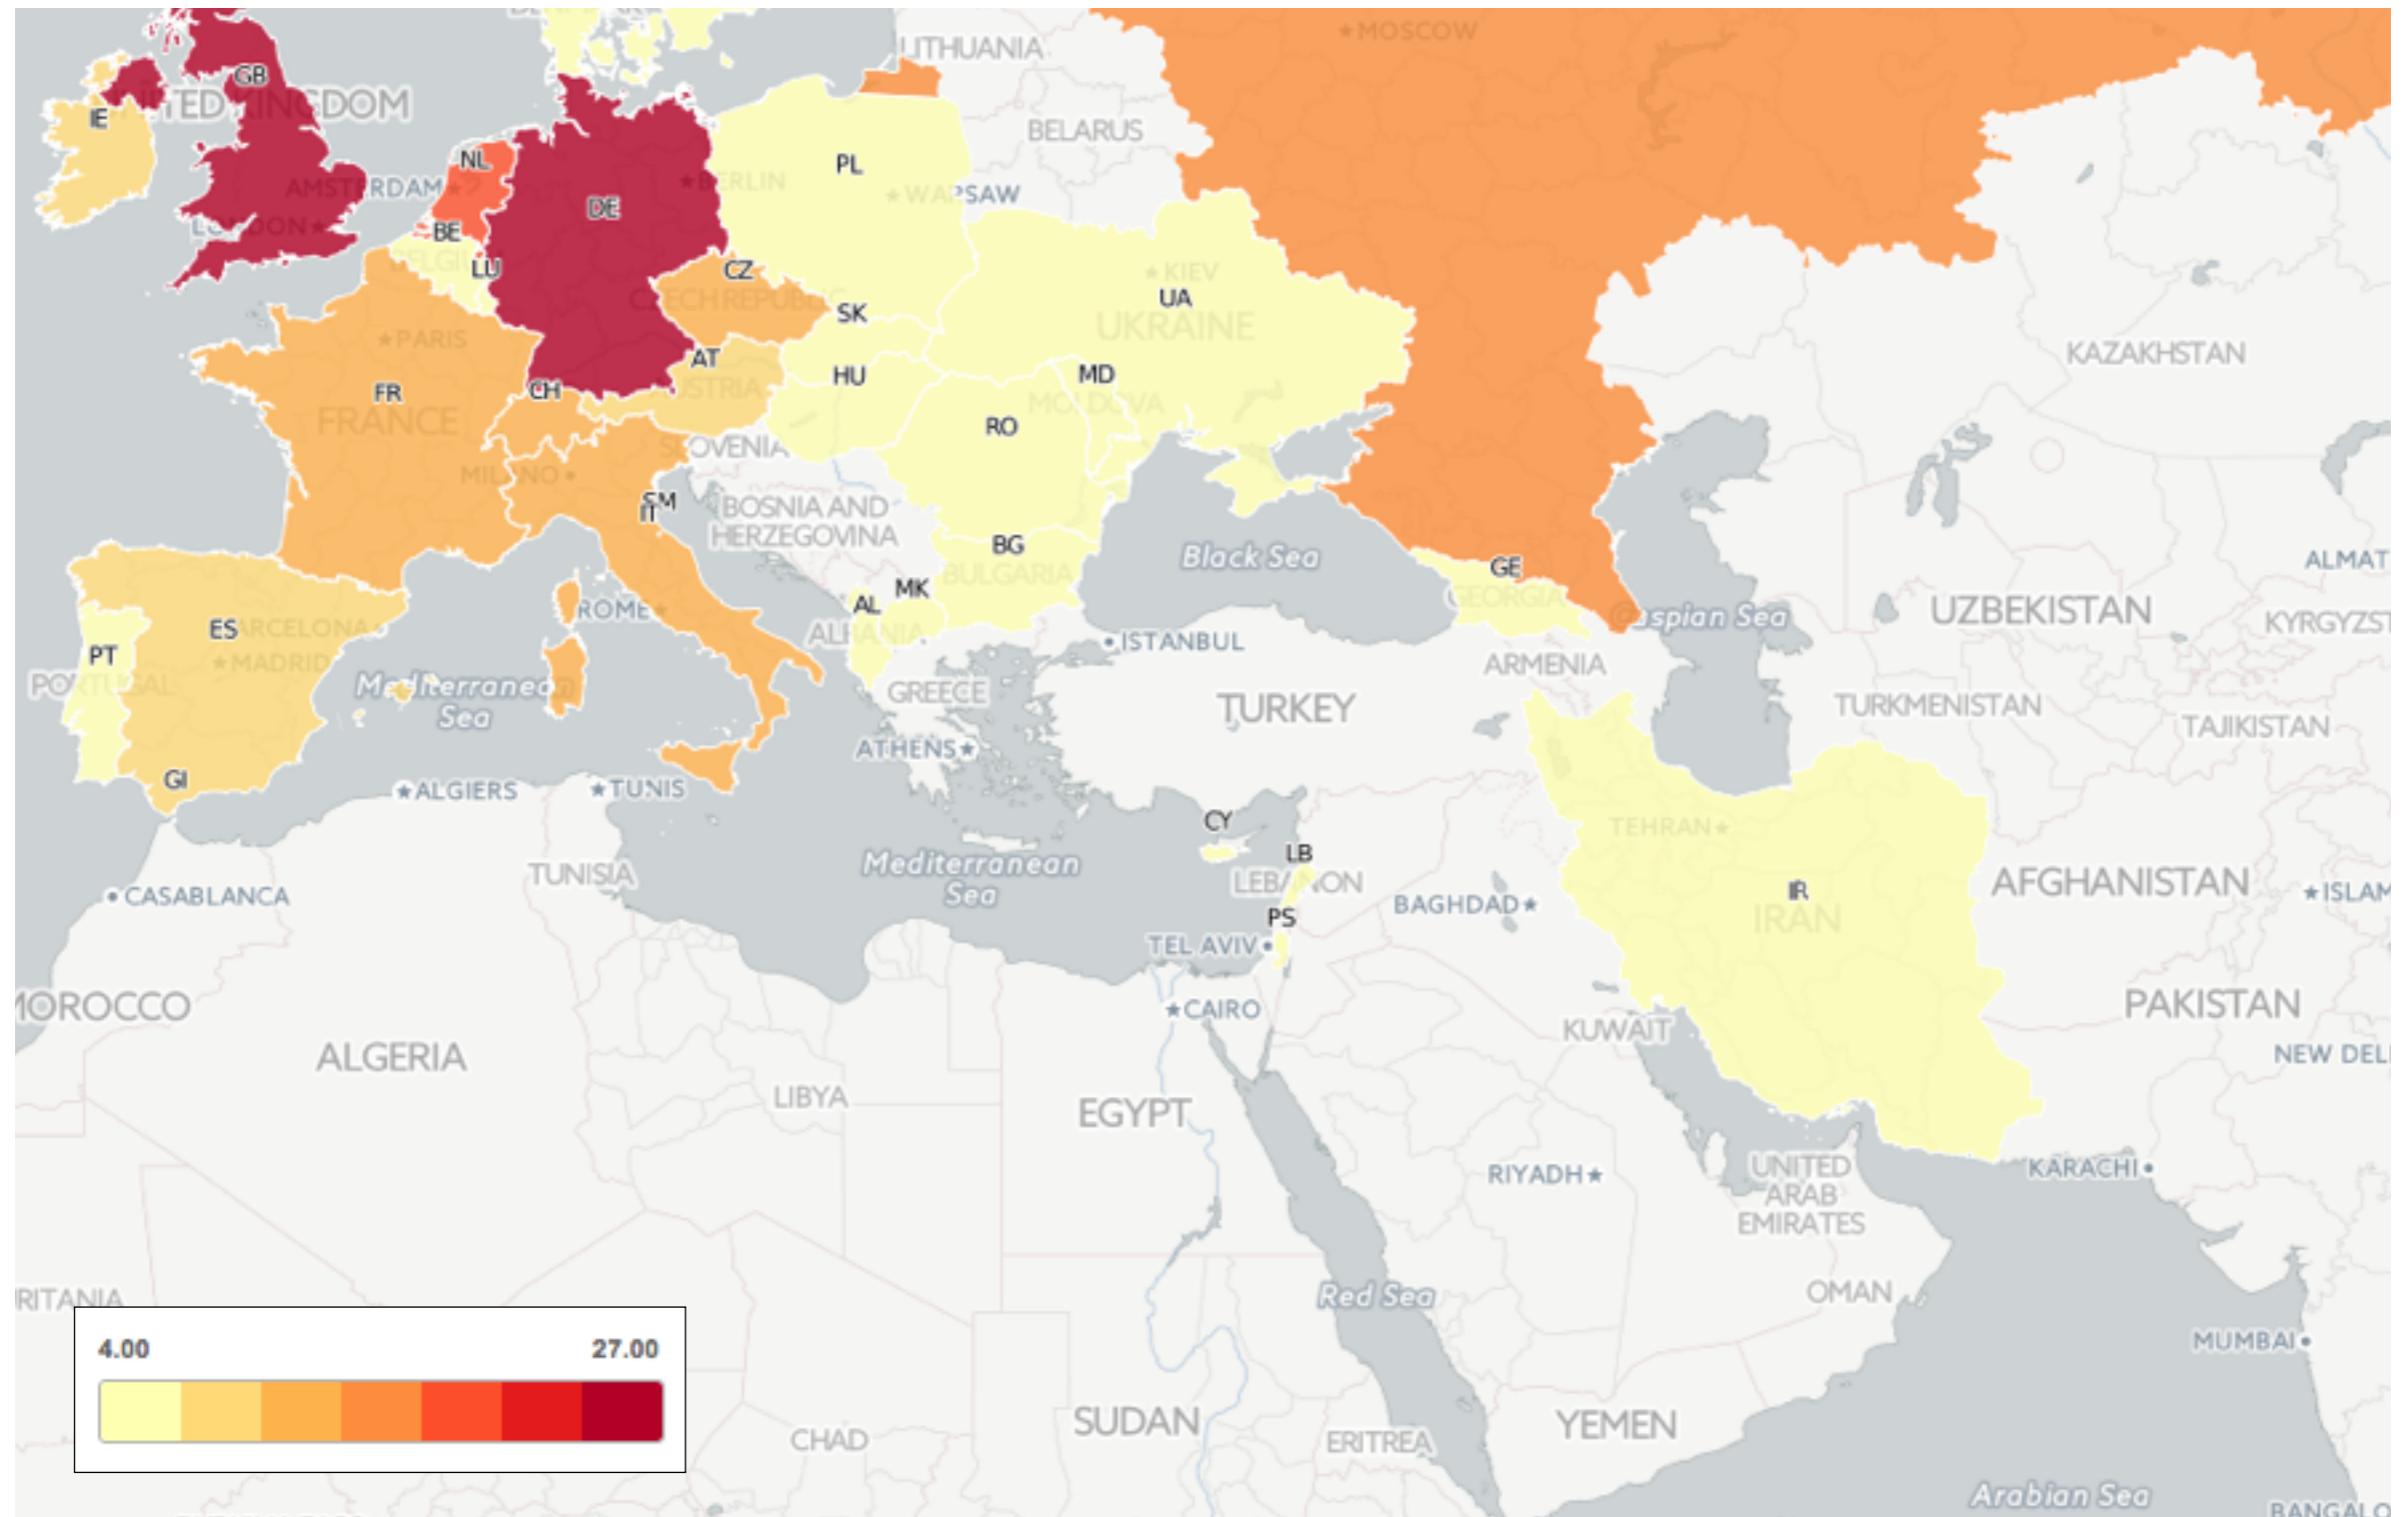 DENMARK
LITHUANIA
★MOSCOW
GB
UNITED KINGDOM
IE
BELARUS
NL
AMSTERDAM★
PL
★BERLIN
★WARSAW
DE
LONDON★
BE
BELGIUM
LU
CZ
CZECH REPUBLIC
★KIEV
UA
UKRAINE
SK
★PARIS
AT
AUSTRIA
HU
MD
MOLDOVA
KAZAKHSTAN
FR
FRANCE
CH
RO
SLOVENIA
MILANO•
SM
IT
BOSNIA AND
HERZEGOVINA
BG
BULGARIA
Black Sea
GE
GEORGIA
ALMAT
MK
AL
ALBANIA
ROME★
Caspian Sea
UZBEKISTAN
KYRGYZST
ES
BARCELONA
★MADRID
•ISTANBUL
PT
PORTUGAL
Mediterranean
Sea
GREECE
ARMENIA
TURKEY
TURKMENISTAN
TAJIKISTAN
ATHENS★
GI
★ALGIERS
★TUNIS
CY
TEHRAN★
LB
LEBANON
Mediterranean
Sea
TUNISIA
•CASABLANCA
BAGHDAD★
IR
IRAN
AFGHANISTAN
★ISLAM
PS
TEL AVIV•
MOROCCO
★CAIRO
KUWAIT
PAKISTAN
NEW DEL
ALGERIA
LIBYA
EGYPT
RIYADH★
UNITED
ARAB
EMIRATES
KARACHI•
RITANIA
Red Sea
OMAN
4.00 27.00
MUMBAI•
CHAD
SUDAN
ERITREA
YEMEN
Arabian Sea
BANGALO